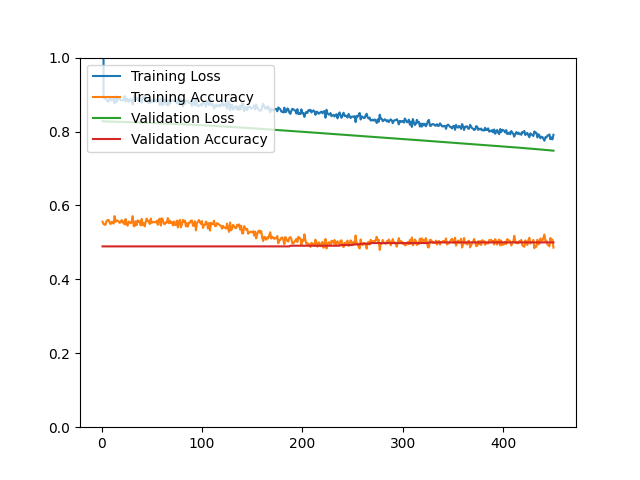 1.0
0.8
0.6
0.4
0.2
0.0
Training Loss
Training Accuracy
Validation Loss
Validation Accuracy
0 100 200 300 400